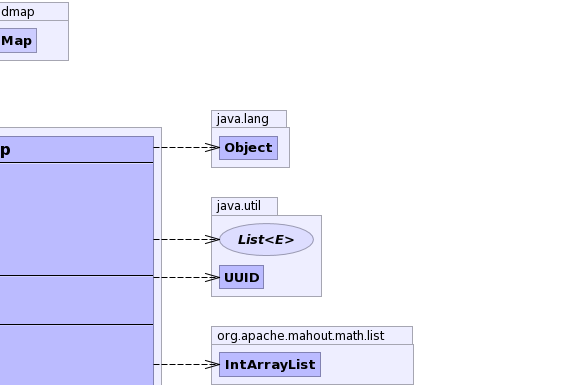 dmap
Map
java.lang
p
Object
java.util
List<E>
UUID
org.apache.mahout.math.list
IntArrayList